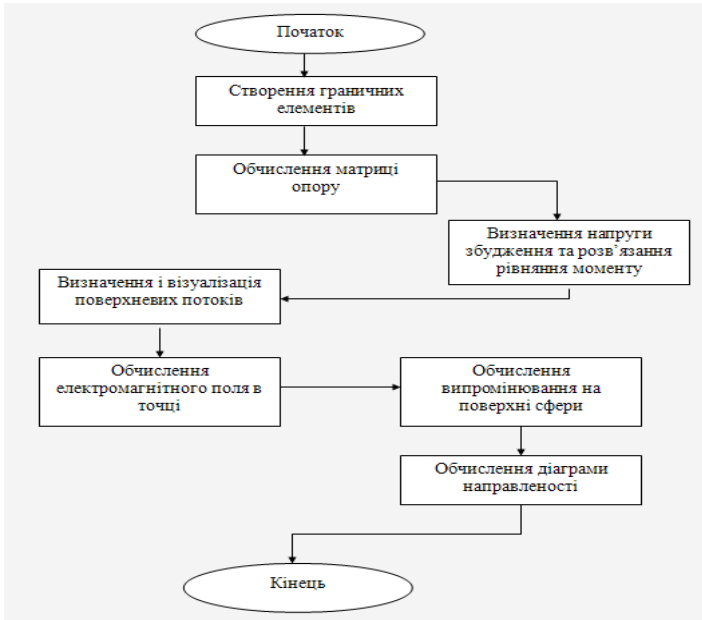 Початок
Створення граничних
елементів
Обчислення матриці
опору
Визначення напруги
збудження та розв’язання
рівняння моменту
Визначення і візуалізація
поверхневих потоків
Обчислення
електромагнітного поля в
точці
Обчислення
випромінювання на
поверхні сфери
Обчислення діаграми
направленості
Кінець